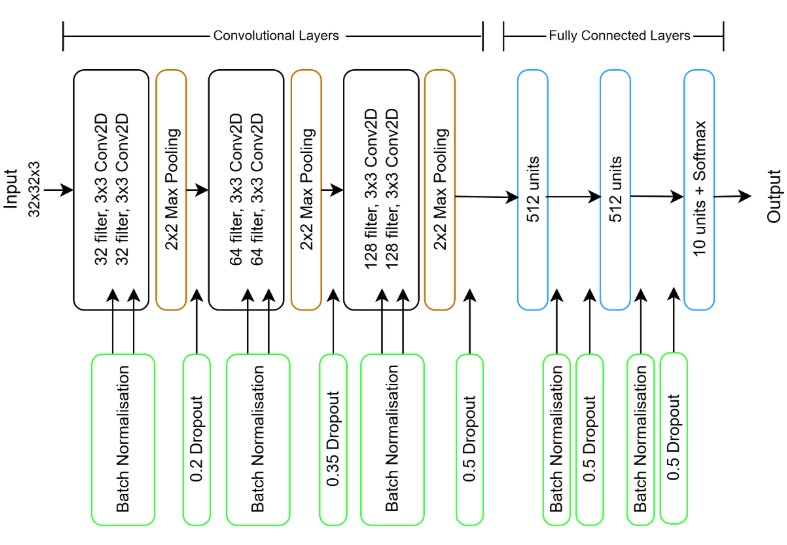 Convolutional Layers
Fully Connected Layers
Input
32x32x3
32 filter, 3x3 Conv2D
32 filter, 3x3 Conv2D
2x2 Max Pooling
64 filter, 3x3 Conv2D
64 filter, 3x3 Conv2D
2x2 Max Pooling
128 filter, 3x3 Conv2D
128 filter, 3x3 Conv2D
2x2 Max Pooling
512 units
512 units
10 units + Softmax
Output
Batch Normalisation
0.2 Dropout
Batch Normalisation
0.35 Dropout
Batch Normalisation
0.5 Dropout
Batch Normalisation
0.5 Dropout
Batch Normalisation
0.5 Dropout